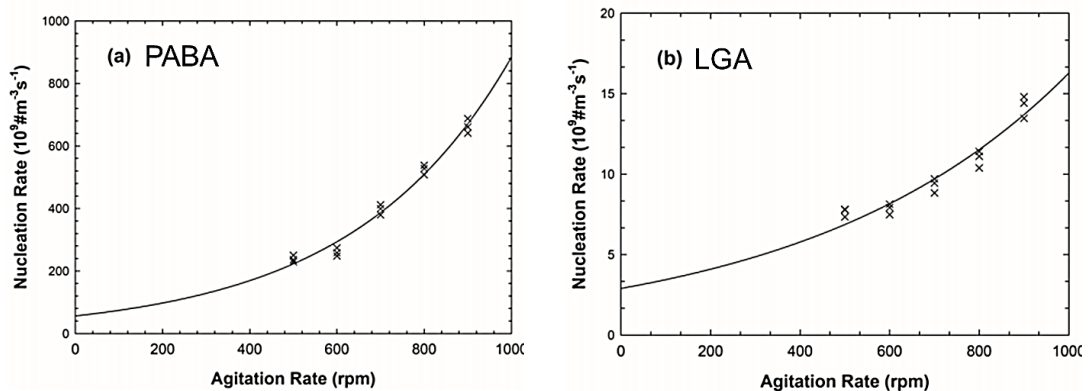 (a) PABA
Nucleation Rate (10⁹#m⁻³s⁻¹)
1000
800
600
400
200
0
0 200 400 600 800 1000
Agitation Rate (rpm)
(b) LGA
Nucleation Rate (10⁹#m⁻³s⁻¹)
20
15
10
5
0
0 200 400 600 800 1000
Agitation Rate (rpm)